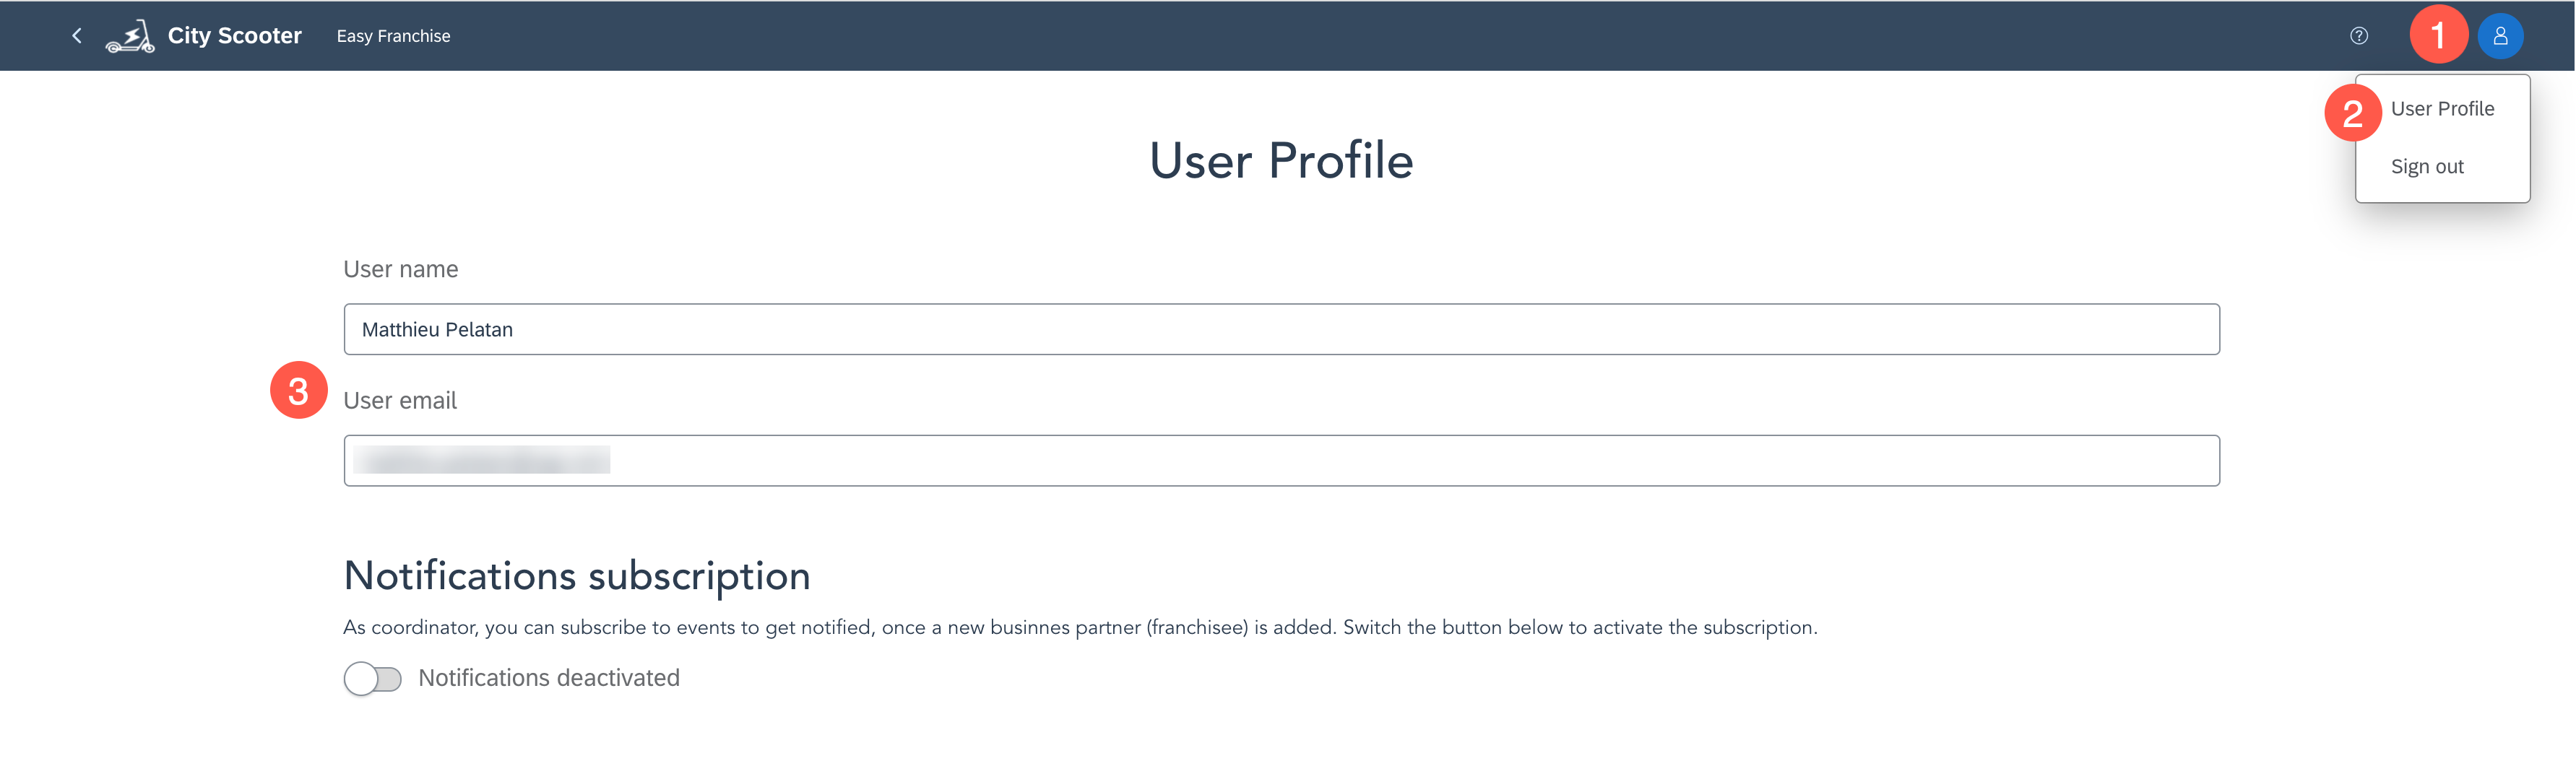 City Scooter Easy Franchise ? 1
2 User Profile
Sign out
User Profile
User name
Matthieu Pelatan
3 User email
Notifications subscription
As coordinator, you can subscribe to events to get notified, once a new businnes partner (franchisee) is added. Switch the button below to activate the subscription.
Notifications deactivated